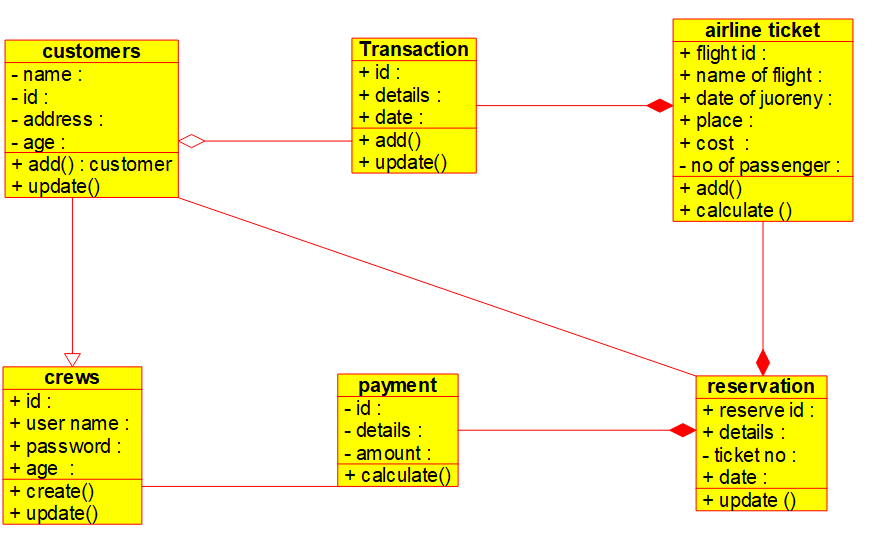 customers
- name :
- id :
- address :
- age :
+ add() : customer
+ update()
Transaction
+ id :
+ details :
+ date :
+ add()
+ update()
airline ticket
+ flight id :
+ name of flight :
+ date of juoreny :
+ place :
+ cost :
- no of passenger :
+ add()
+ calculate ()
crews
+ id :
+ user name :
+ password :
+ age :
+ create()
+ update()
payment
- id :
- details :
- amount :
+ calculate()
reservation
+ reserve id :
+ details :
- ticket no :
+ date :
+ update ()